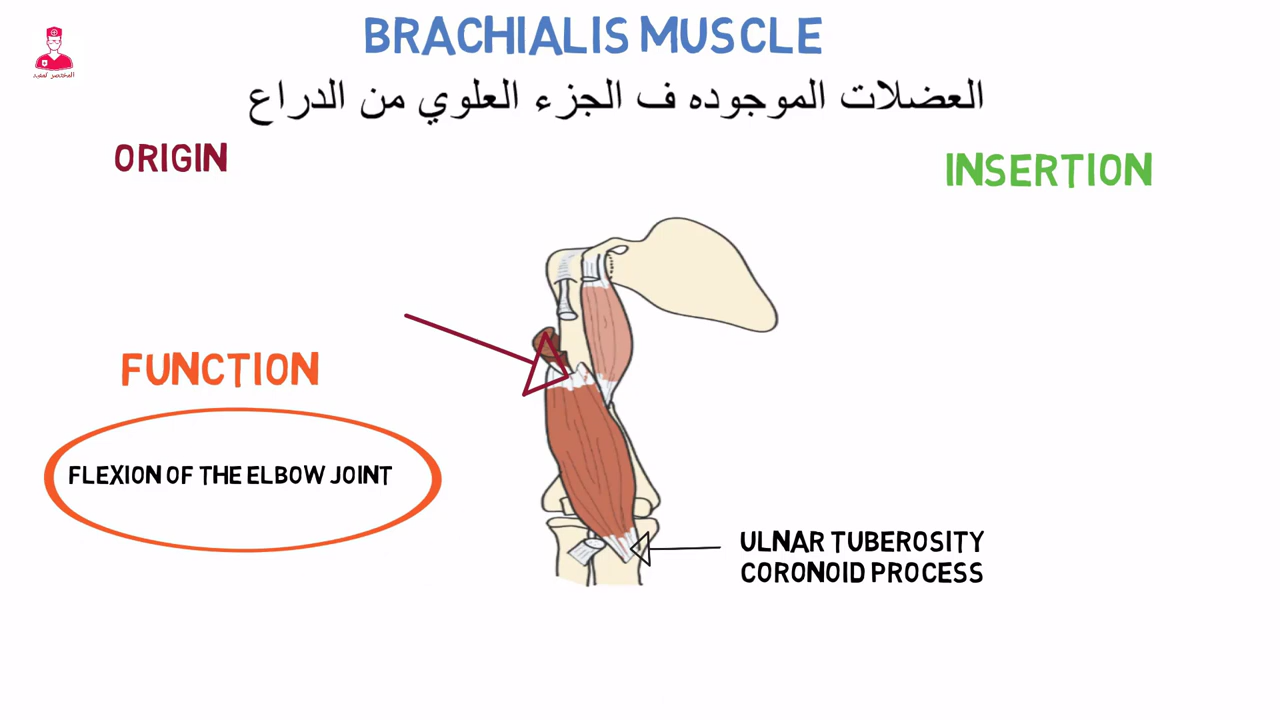 BRACHIALIS MUSCLE
العضلات الموجوده ف الجزء العلوي من الدراع
ORIGIN
INSERTION
FUNCTION
FLEXION OF THE ELBOW JOINT
ULNAR TUBEROSITY
CORONOID PROCESS